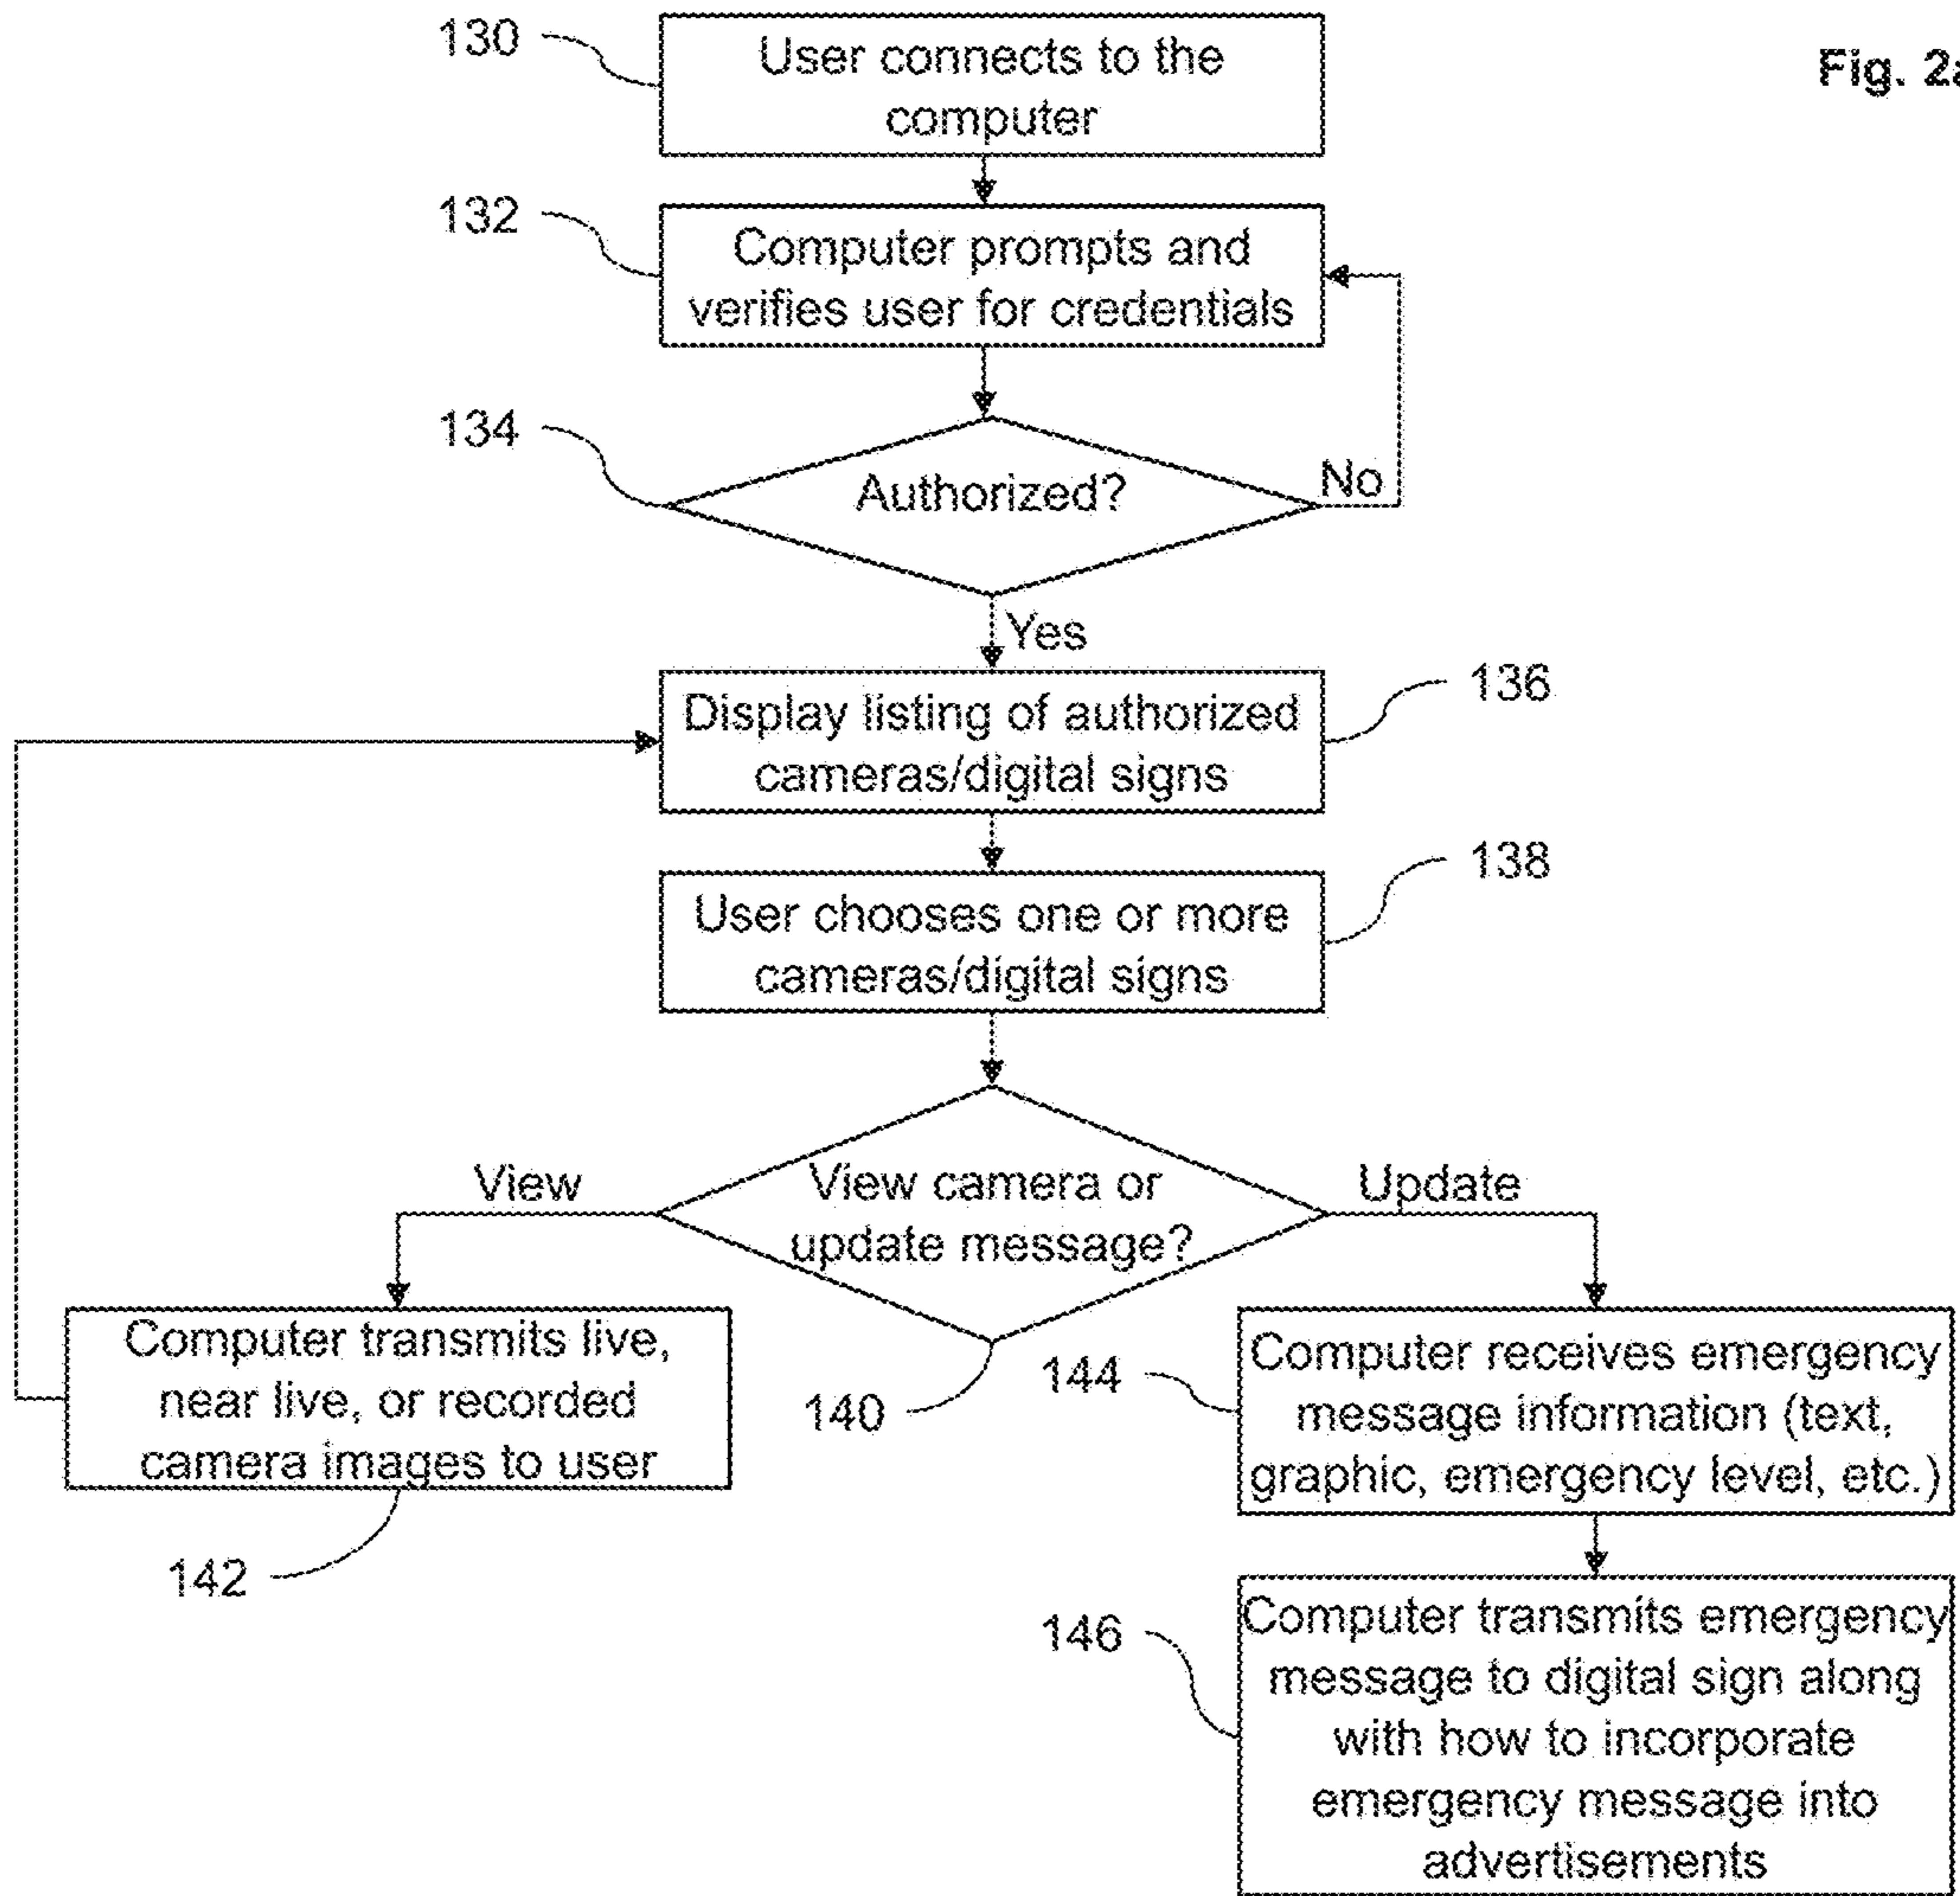 Fig. 2a
130
User connects to the
computer
132
Computer prompts and
verifies user for credentials
134
Authorized?
No
Yes
136
Display listing of authorized
cameras/digital signs
138
User chooses one or more
cameras/digital signs
View
View camera or
update message?
Update
140
Computer transmits live,
near live, or recorded
camera images to user
142
144
Computer receives emergency
message information (text,
graphic, emergency level, etc.)
146
Computer transmits emergency
message to digital sign along
with how to incorporate
emergency message into
advertisements